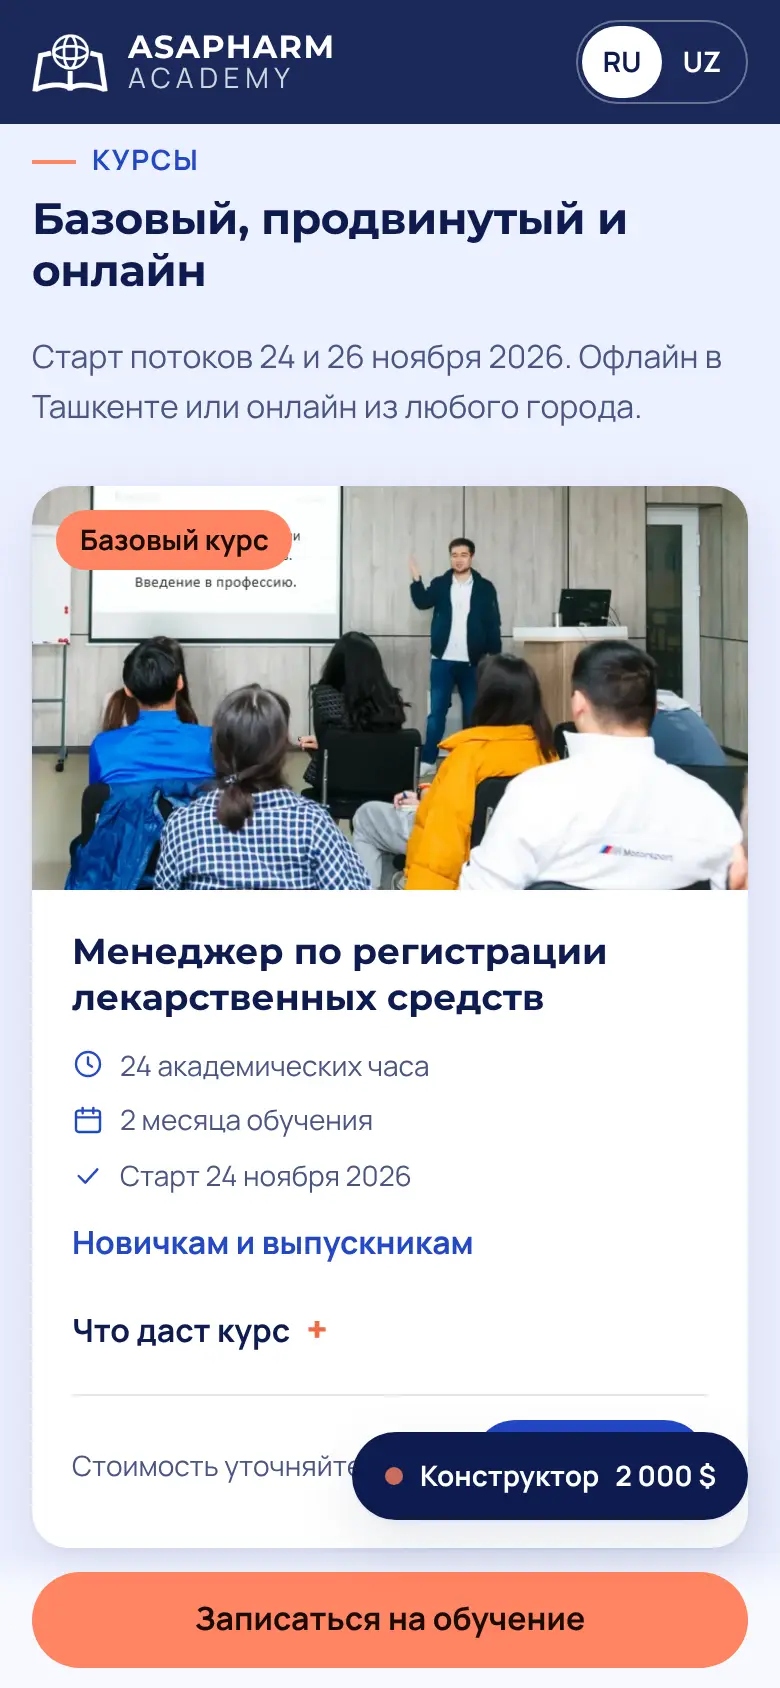 ASAPHARM
ACADEMY
RU UZ
КУРСЫ
Базовый, продвинутый и
онлайн
Старт потоков 24 и 26 ноября 2026. Офлайн в
Ташкенте или онлайн из любого города.
Базовый курс
Введение в профессию.
Motorsport
Менеджер по регистрации
лекарственных средств
24 академических часа
2 месяца обучения
Старт 24 ноября 2026
Новичкам и выпускникам
Что даст курс +
Стоимость уточняйте
Конструктор 2 000 $
Записаться на обучение